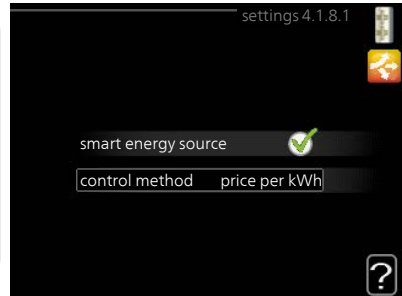 settings 4.1.8.1
smart energy source
control method price per kWh
?